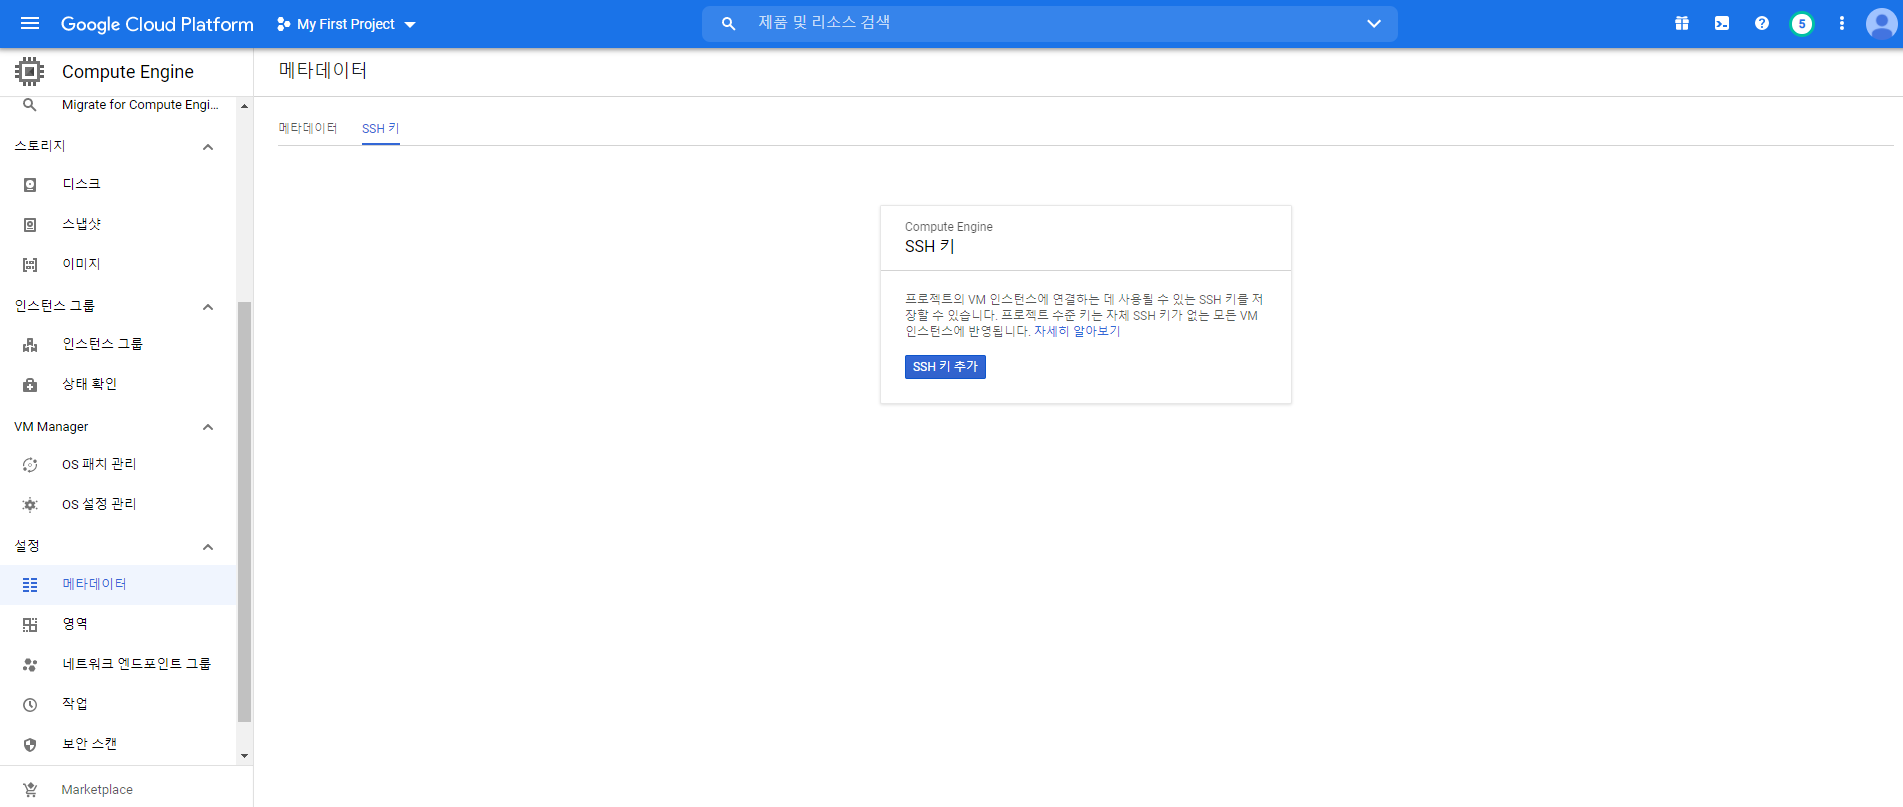 Google Cloud Platform
My First Project
제품 및 리소스 검색
5
Compute Engine
메타데이터
Migrate for Compute Engi...
스토리지
디스크
스냅샷
이미지
인스턴스 그룹
인스턴스 그룹
상태 확인
VM Manager
OS 패치 관리
OS 설정 관리
설정
메타데이터
영역
네트워크 엔드포인트 그룹
작업
보안 스캔
Marketplace
메타데이터
SSH 키
Compute Engine
SSH 키
프로젝트의 VM 인스턴스에 연결하는 데 사용될 수 있는 SSH 키를 저
장할 수 있습니다. 프로젝트 수준 키는 자체 SSH 키가 없는 모든 VM
인스턴스에 반영됩니다. 자세히 알아보기
SSH 키 추가